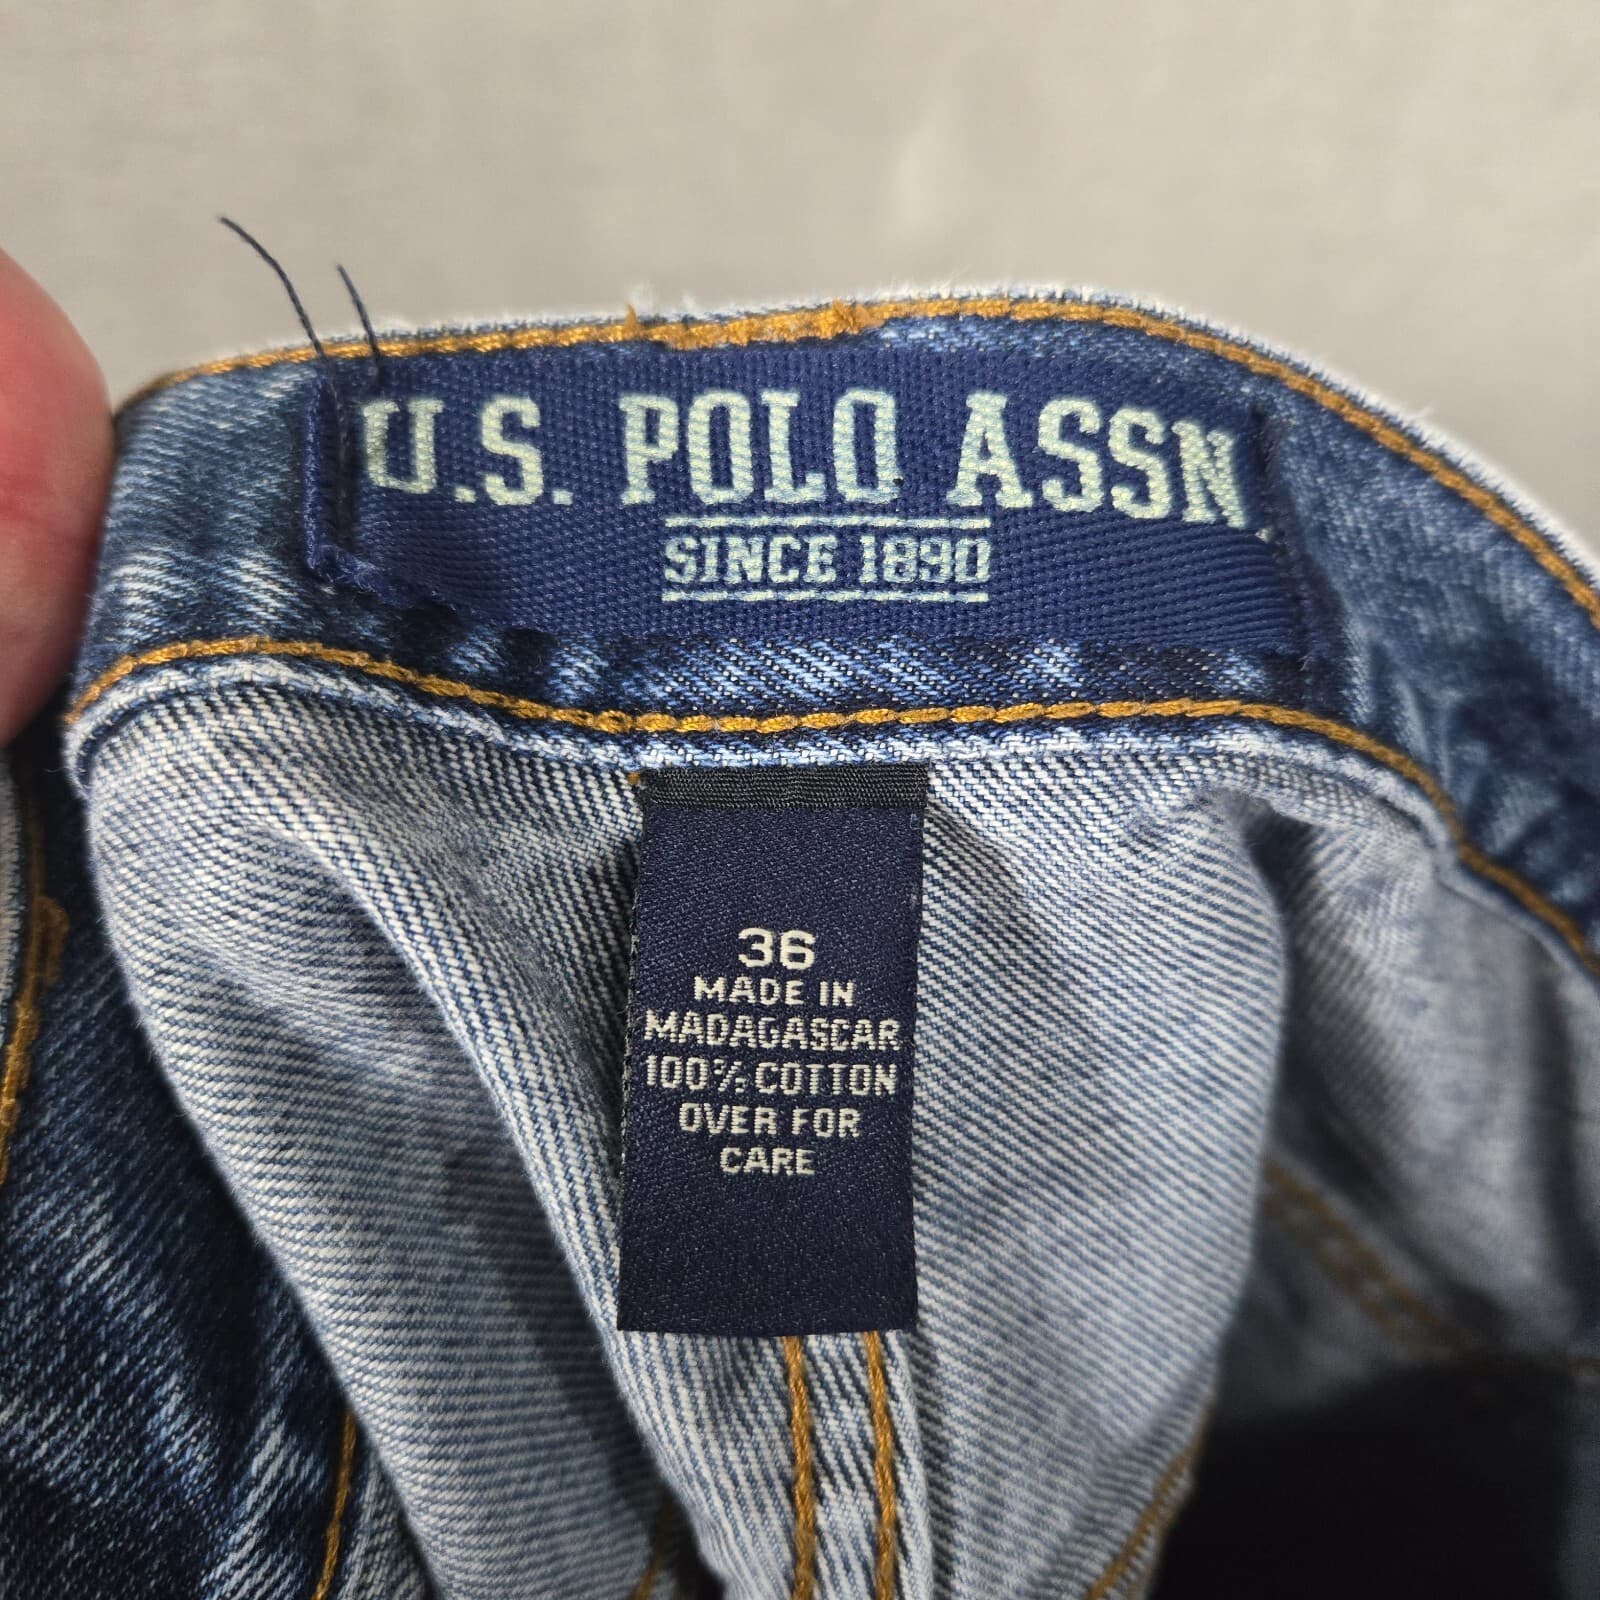 U.S. POLO ASSN.
SINCE 1890
36
MADE IN
MADAGASCAR
100% COTTON
OVER FOR
CARE